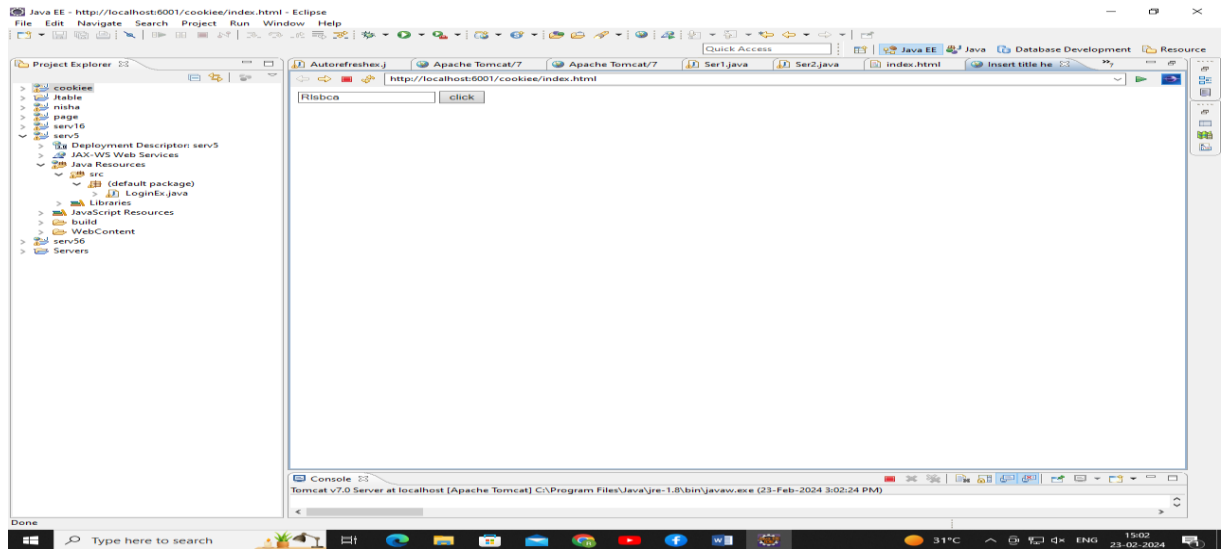 Java EE - http://localhost:6001/cookiee/index.html - Eclipse
File Edit Navigate Search Project Run Window Help
Quick Access
Java EE Java Database Development Resource
Project Explorer
Autorefreshex.j Apache Tomcat/7 Apache Tomcat/7 Ser1.java Ser2.java index.html Insert title he
http://localhost:6001/cookiee/index.html
RIsbca click
cookiee
Jtable
nisha
page
serv16
serv5
Deployment Descriptor: serv5
JAX-WS Web Services
Java Resources
src
(default package)
LoginEx.java
Libraries
JavaScript Resources
build
WebContent
serv56
Servers
Console
Tomcat v7.0 Server at localhost [Apache Tomcat] C:\Program Files\Java\jre-1.8\bin\javaw.exe (23-Feb-2024 3:02:24 PM)
Done
Type here to search
31°C ENG 15:02
23-02-2024